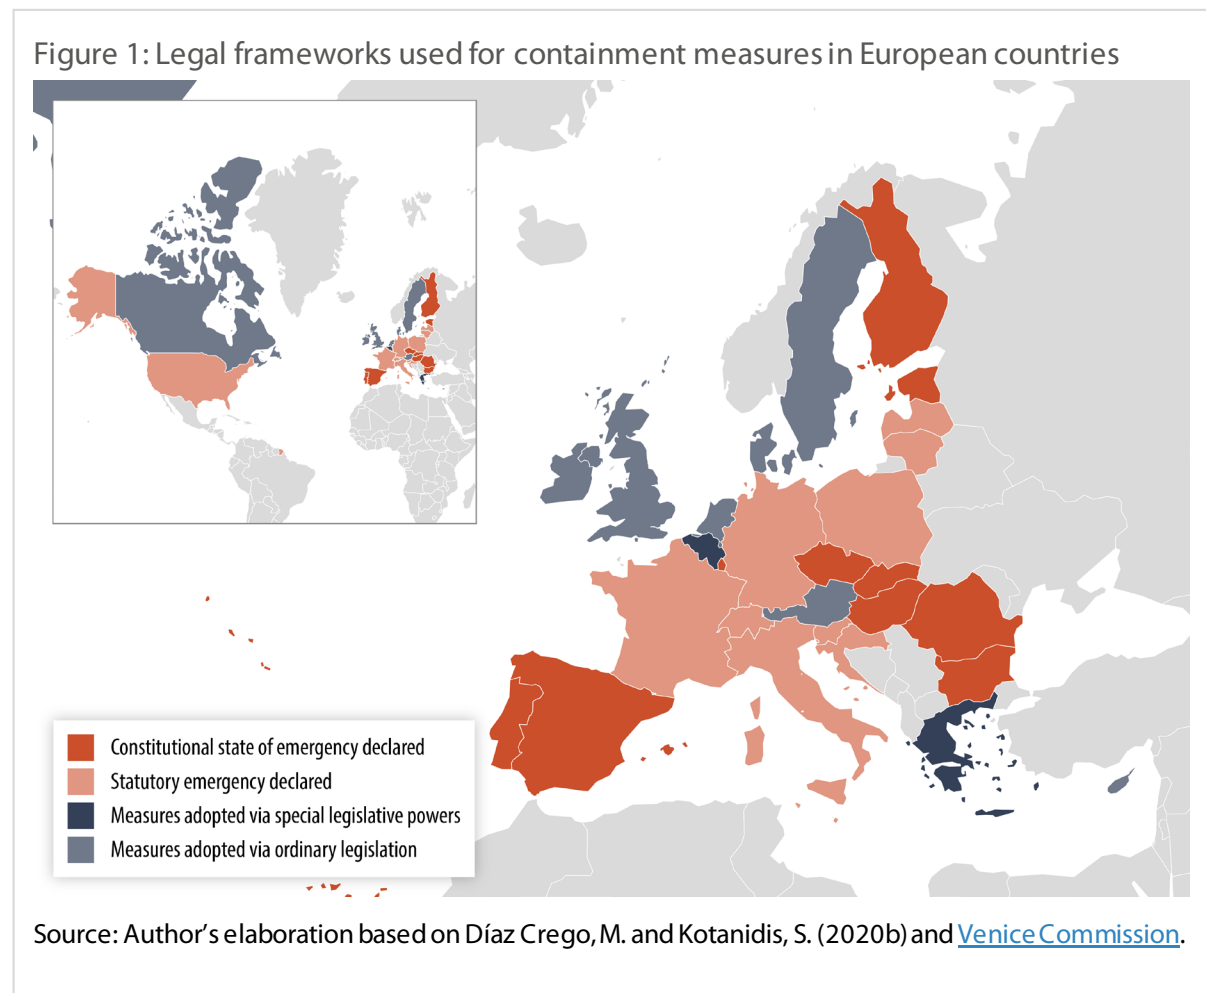 Figure 1: Legal frameworks used for containment measures in European countries
Constitutional state of emergency declared
Statutory emergency declared
Measures adopted via special legislative powers
Measures adopted via ordinary legislation
Source: Author's elaboration based on Díaz Crego, M. and Kotanidis, S. (2020b) and Venice Commission.